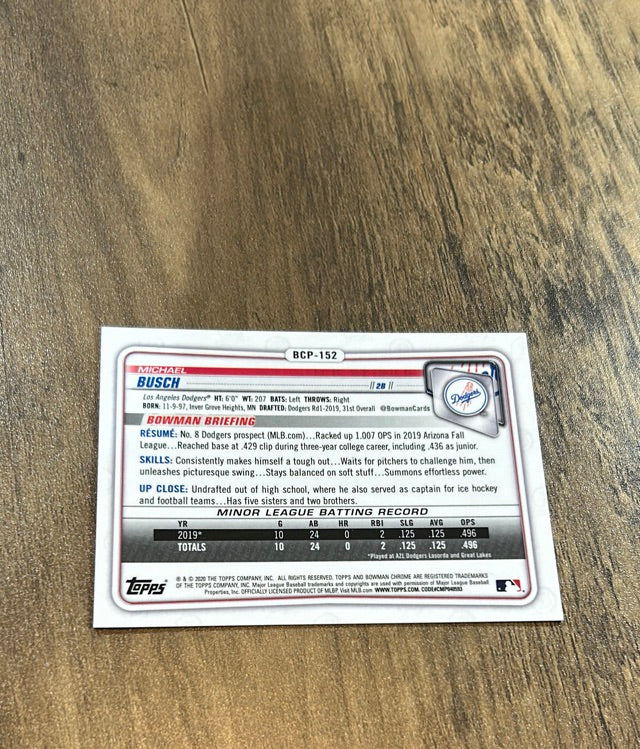 BCP-152
MICHAEL
BUSCH // 2B //
Los Angeles Dodgers® HT: 6'0" WT: 207 BATS: Left THROWS: Right
BORN: 11-9-97, Inver Grove Heights, MN DRAFTED: Dodgers Rd1-2019, 31st Overall @BowmanCards
Dodgers
BOWMAN BRIEFING
RÉSUMÉ: No. 8 Dodgers prospect (MLB.com)...Racked up 1.007 OPS in 2019 Arizona Fall
League...Reached base at .429 clip during three-year college career, including .436 as junior.
SKILLS: Consistently makes himself a tough out...Waits for pitchers to challenge him, then
unleashes picturesque swing...Stays balanced on soft stuff...Summons effortless power.
UP CLOSE: Undrafted out of high school, where he also served as captain for ice hockey
and football teams...Has five sisters and two brothers.
MINOR LEAGUE BATTING RECORD
YR G AB HR RBI SLG AVG OPS
2019* 10 24 0 2 .125 .125 .496
TOTALS 10 24 0 2 .125 .125 .496
*Played at AZL Dodgers Lasorda and Great Lakes
Topps
® & © 2020 THE TOPPS COMPANY, INC. ALL RIGHTS RESERVED. TOPPS AND BOWMAN CHROME ARE REGISTERED TRADEMARKS
OF THE TOPPS COMPANY, INC. Major League Baseball trademarks and copyrights are used with permission of Major League Baseball
Properties, Inc. OFFICIALLY LICENSED PRODUCT OF MLBP. Visit MLB.com WWW.TOPPS.COM. CODE#CMP040593